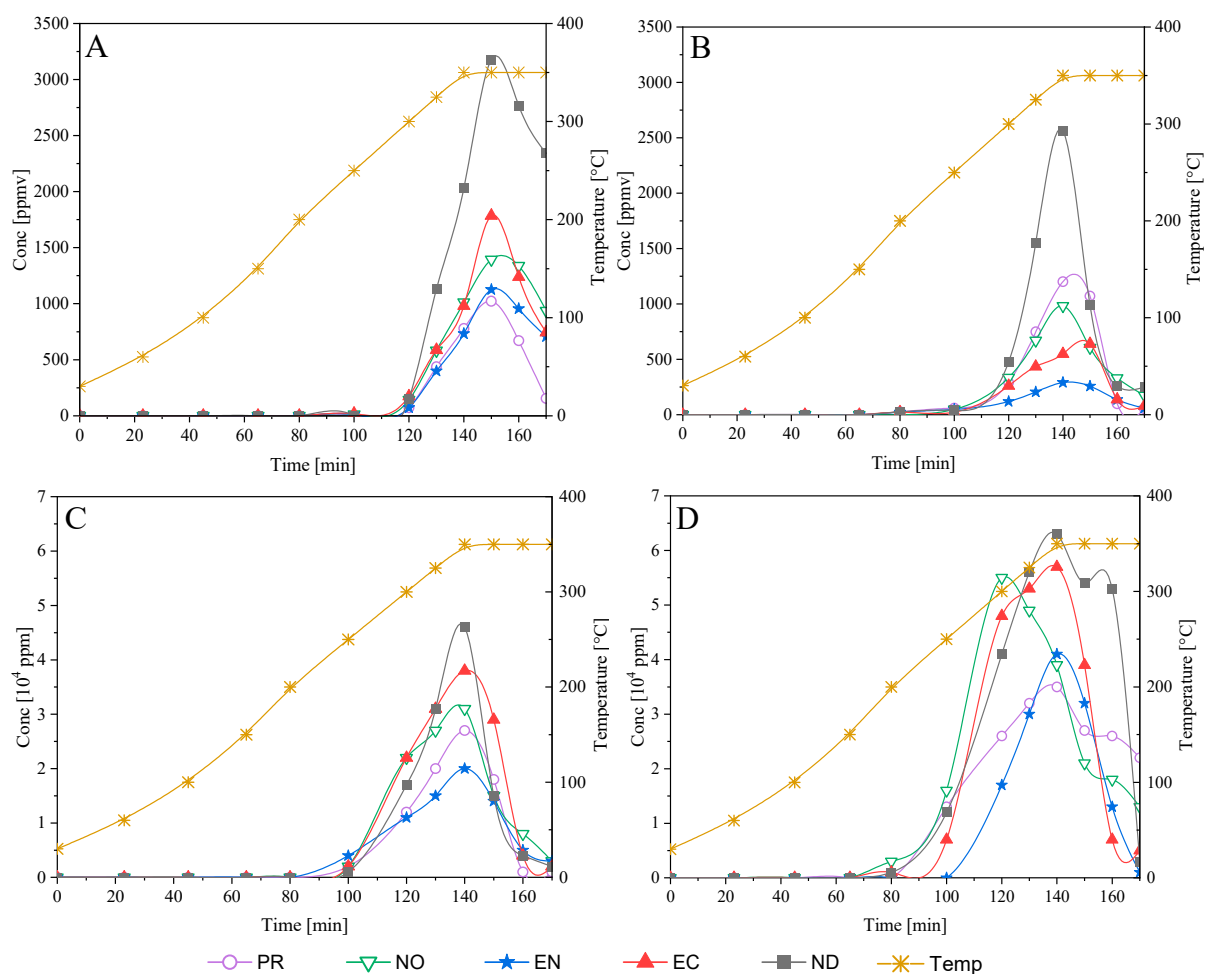 A
3500
3000
2500
2000
1500
1000
500
0
Conc [ppmv]
400
300
200
100
0
Temperature [°C]
0 20 40 60 80 100 120 140 160
Time [min]
B
3500
3000
2500
2000
1500
1000
500
0
Conc [ppmv]
400
300
200
100
0
Temperature [°C]
0 20 40 60 80 100 120 140 160
Time [min]
C
7
6
5
4
3
2
1
0
Conc [10⁴ ppm]
400
300
200
100
0
Temperature [°C]
0 20 40 60 80 100 120 140 160
Time [min]
D
7
6
5
4
3
2
1
0
Conc [10⁴ ppm]
400
300
200
100
0
Temperature [°C]
0 20 40 60 80 100 120 140 160
Time [min]
PR NO EN EC ND Temp